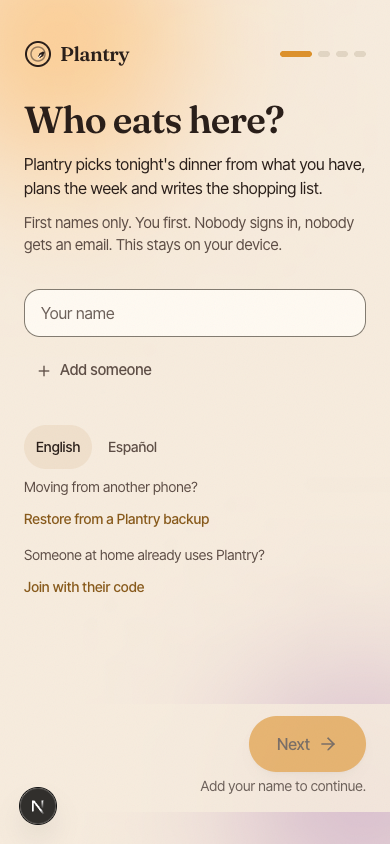 Plantry
Who eats here?
Plantry picks tonight's dinner from what you have,
plans the week and writes the shopping list.
First names only. You first. Nobody signs in, nobody
gets an email. This stays on your device.
Your name
+ Add someone
English Español
Moving from another phone?
Restore from a Plantry backup
Someone at home already uses Plantry?
Join with their code
Next →
Add your name to continue.
N